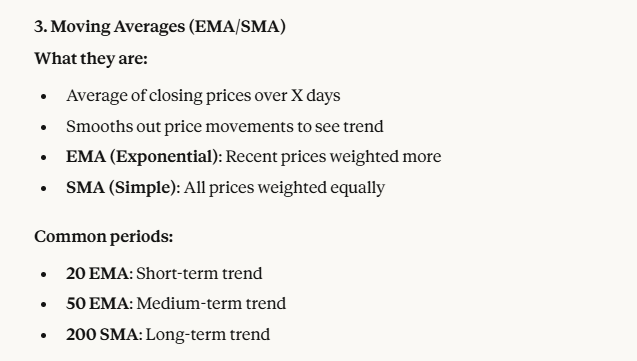 3. Moving Averages (EMA/SMA)
What they are:
• Average of closing prices over X days
• Smooths out price movements to see trend
• EMA (Exponential): Recent prices weighted more
• SMA (Simple): All prices weighted equally
Common periods:
• 20 EMA: Short-term trend
• 50 EMA: Medium-term trend
• 200 SMA: Long-term trend